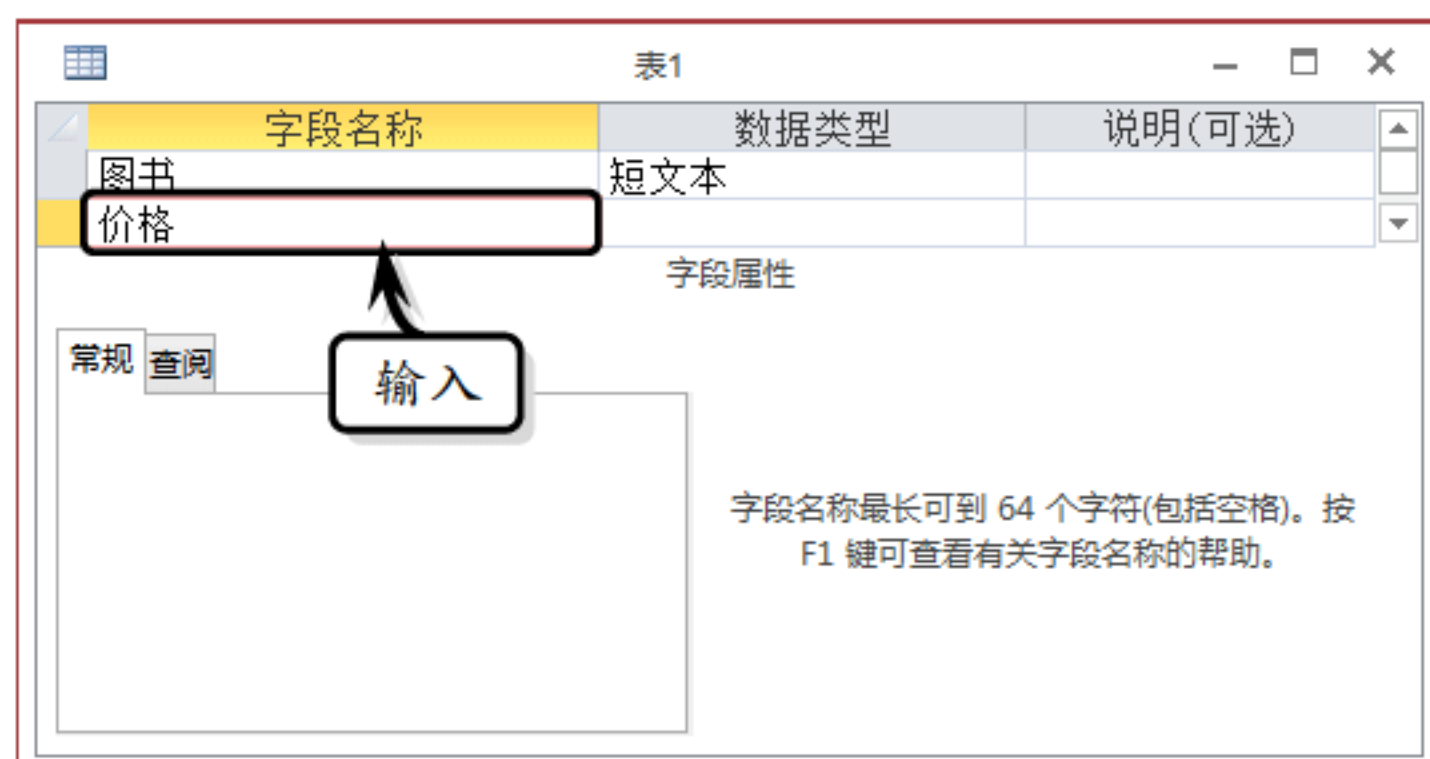 表1
字段名称 数据类型 说明(可选)
图书 短文本
价格
字段属性
常规 查阅
输入
字段名称最长可到 64 个字符(包括空格)。按
F1 键可查看有关字段名称的帮助。